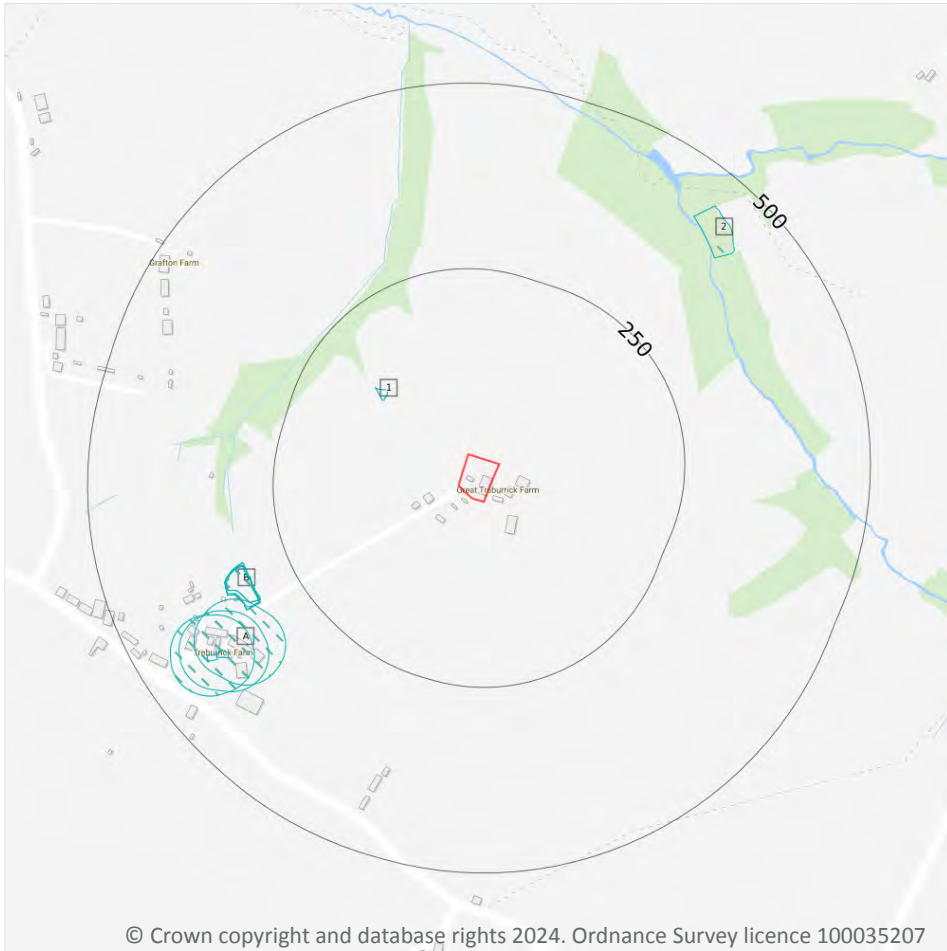 500
2
Grafton Farm
250
1
Great Treburrick Farm
B
A
Treburrick Farm
© Crown copyright and database rights 2024. Ordnance Survey licence 100035207